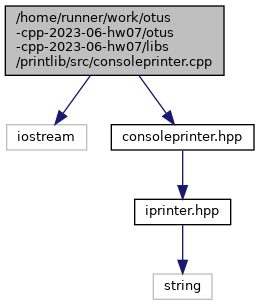 /home/runner/work/otus
-cpp-2023-06-hw07/otus
-cpp-2023-06-hw07/libs
/printlib/src/consoleprinter.cpp
iostream
consoleprinter.hpp
iprinter.hpp
string